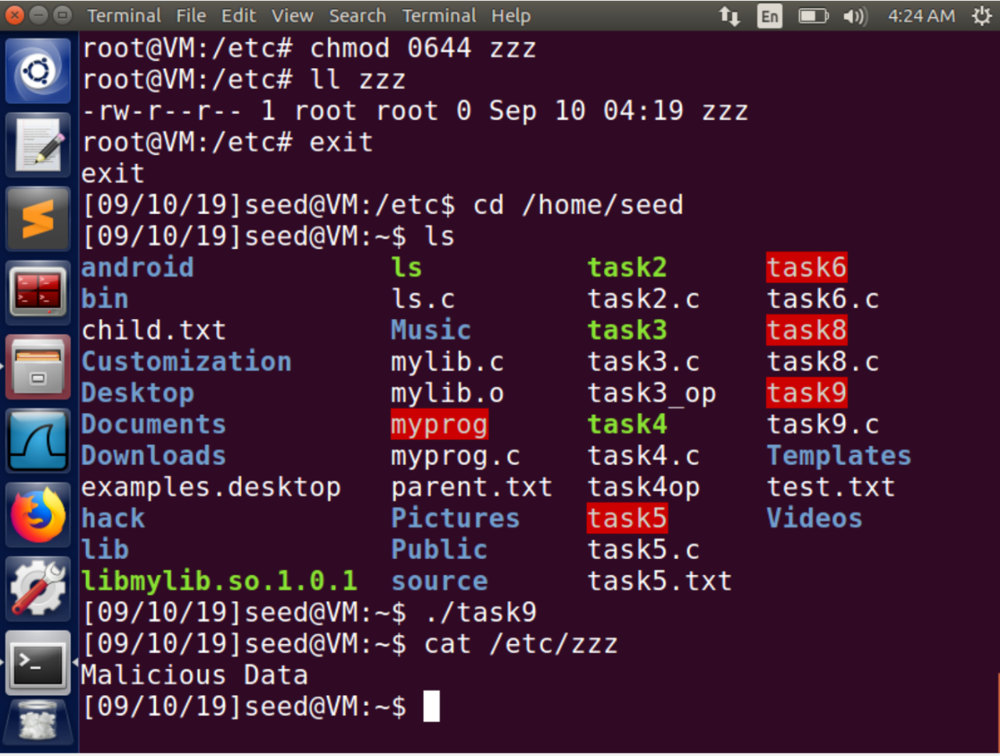 Terminal File Edit View Search Terminal Help En 4:24 AM
root@VM:/etc# chmod 0644 zzz
root@VM:/etc# ll zzz
-rw-r--r-- 1 root root 0 Sep 10 04:19 zzz
root@VM:/etc# exit
exit
[09/10/19]seed@VM:/etc$ cd /home/seed
[09/10/19]seed@VM:~$ ls
android ls task2 task6
bin ls.c task2.c task6.c
child.txt Music task3 task8
Customization mylib.c task3.c task8.c
Desktop mylib.o task3_op task9
Documents myprog task4 task9.c
Downloads myprog.c task4.c Templates
examples.desktop parent.txt task4op test.txt
hack Pictures task5 Videos
lib Public task5.c
libmylib.so.1.0.1 source task5.txt
[09/10/19]seed@VM:~$ ./task9
[09/10/19]seed@VM:~$ cat /etc/zzz
Malicious Data
[09/10/19]seed@VM:~$